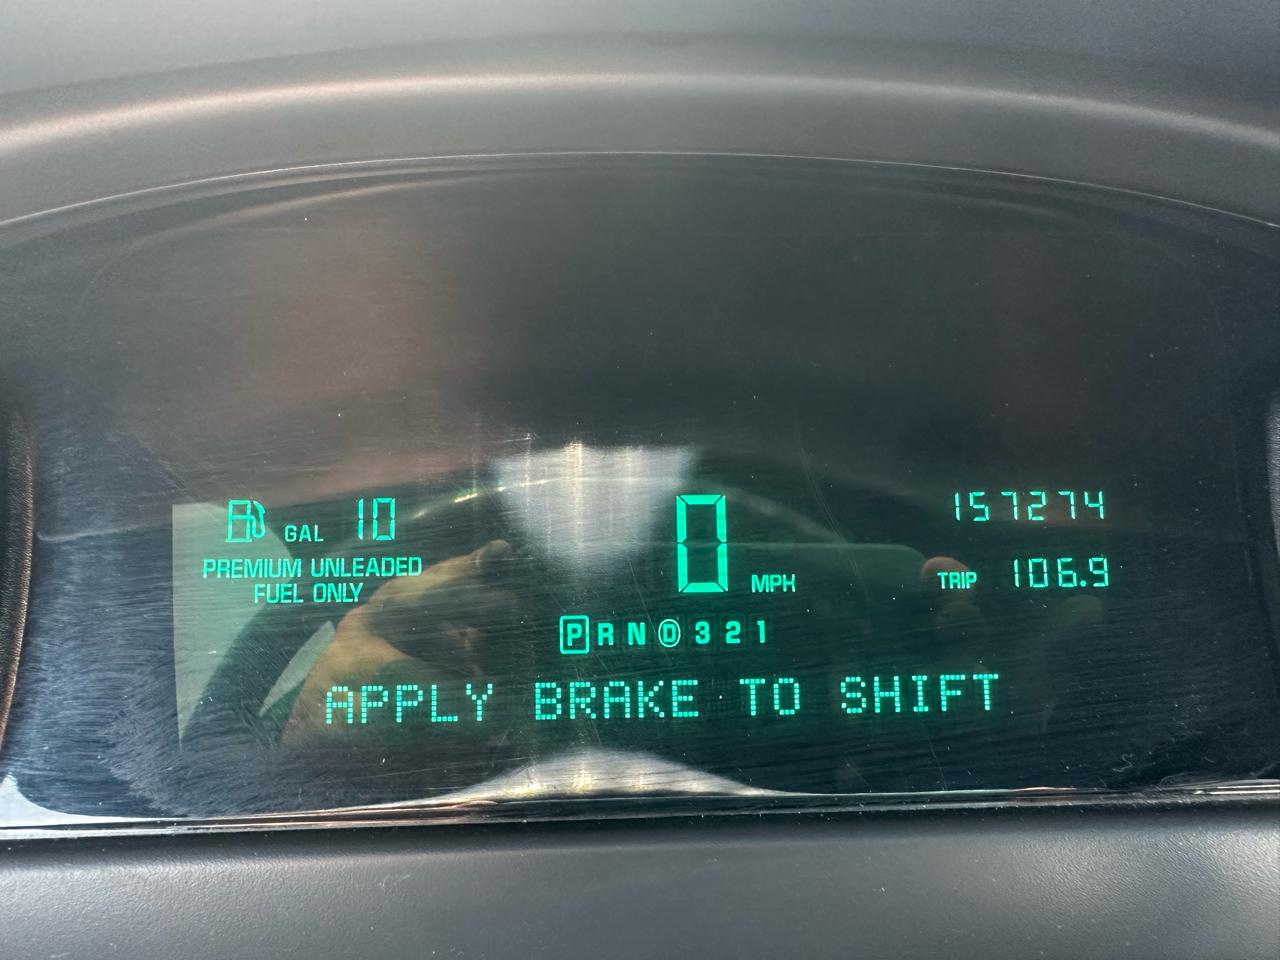 GAL 10
PREMIUM UNLEADED
FUEL ONLY
0 MPH
157274
TRIP 106.9
P R N D 3 2 1
APPLY BRAKE TO SHIFT